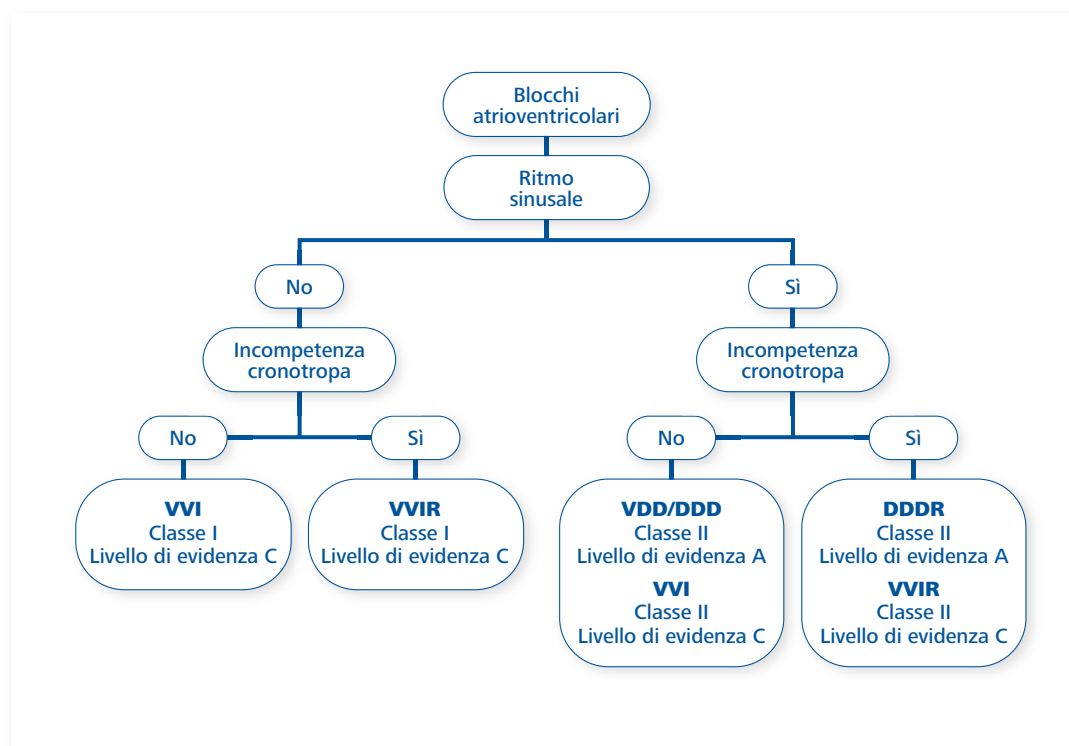 Blocchi
atrioventricolari
Ritmo
sinusale
No
Sì
Incompetenza
cronotropa
Incompetenza
cronotropa
No
Sì
No
Sì
VVI
Classe I
Livello di evidenza C
VVIR
Classe I
Livello di evidenza C
VDD/DDD
Classe II
Livello di evidenza A
VVI
Classe II
Livello di evidenza C
DDDR
Classe II
Livello di evidenza A
VVIR
Classe II
Livello di evidenza C